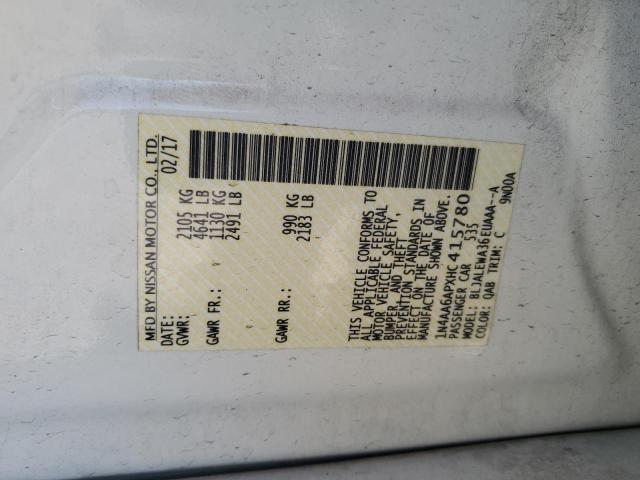 MFD BY NISSAN MOTOR CO., LTD.
DATE: 02/17
GVWR: 2105 KG
4641 LB
GAWR FR.: 1130 KG
2491 LB
GAWR RR.: 990 KG
2183 LB
THIS VEHICLE CONFORMS TO
ALL APPLICABLE FEDERAL
MOTOR VEHICLE SAFETY,
BUMPER, AND THEFT
PREVENTION STANDARDS IN
EFFECT ON THE DATE OF
MANUFACTURE SHOWN ABOVE.
1N4AA6APXHC415780
PASSENGER CAR 535
MODEL: BLJALEWA36EUAAA--A
COLOR: QAB TRIM: C 9N00A